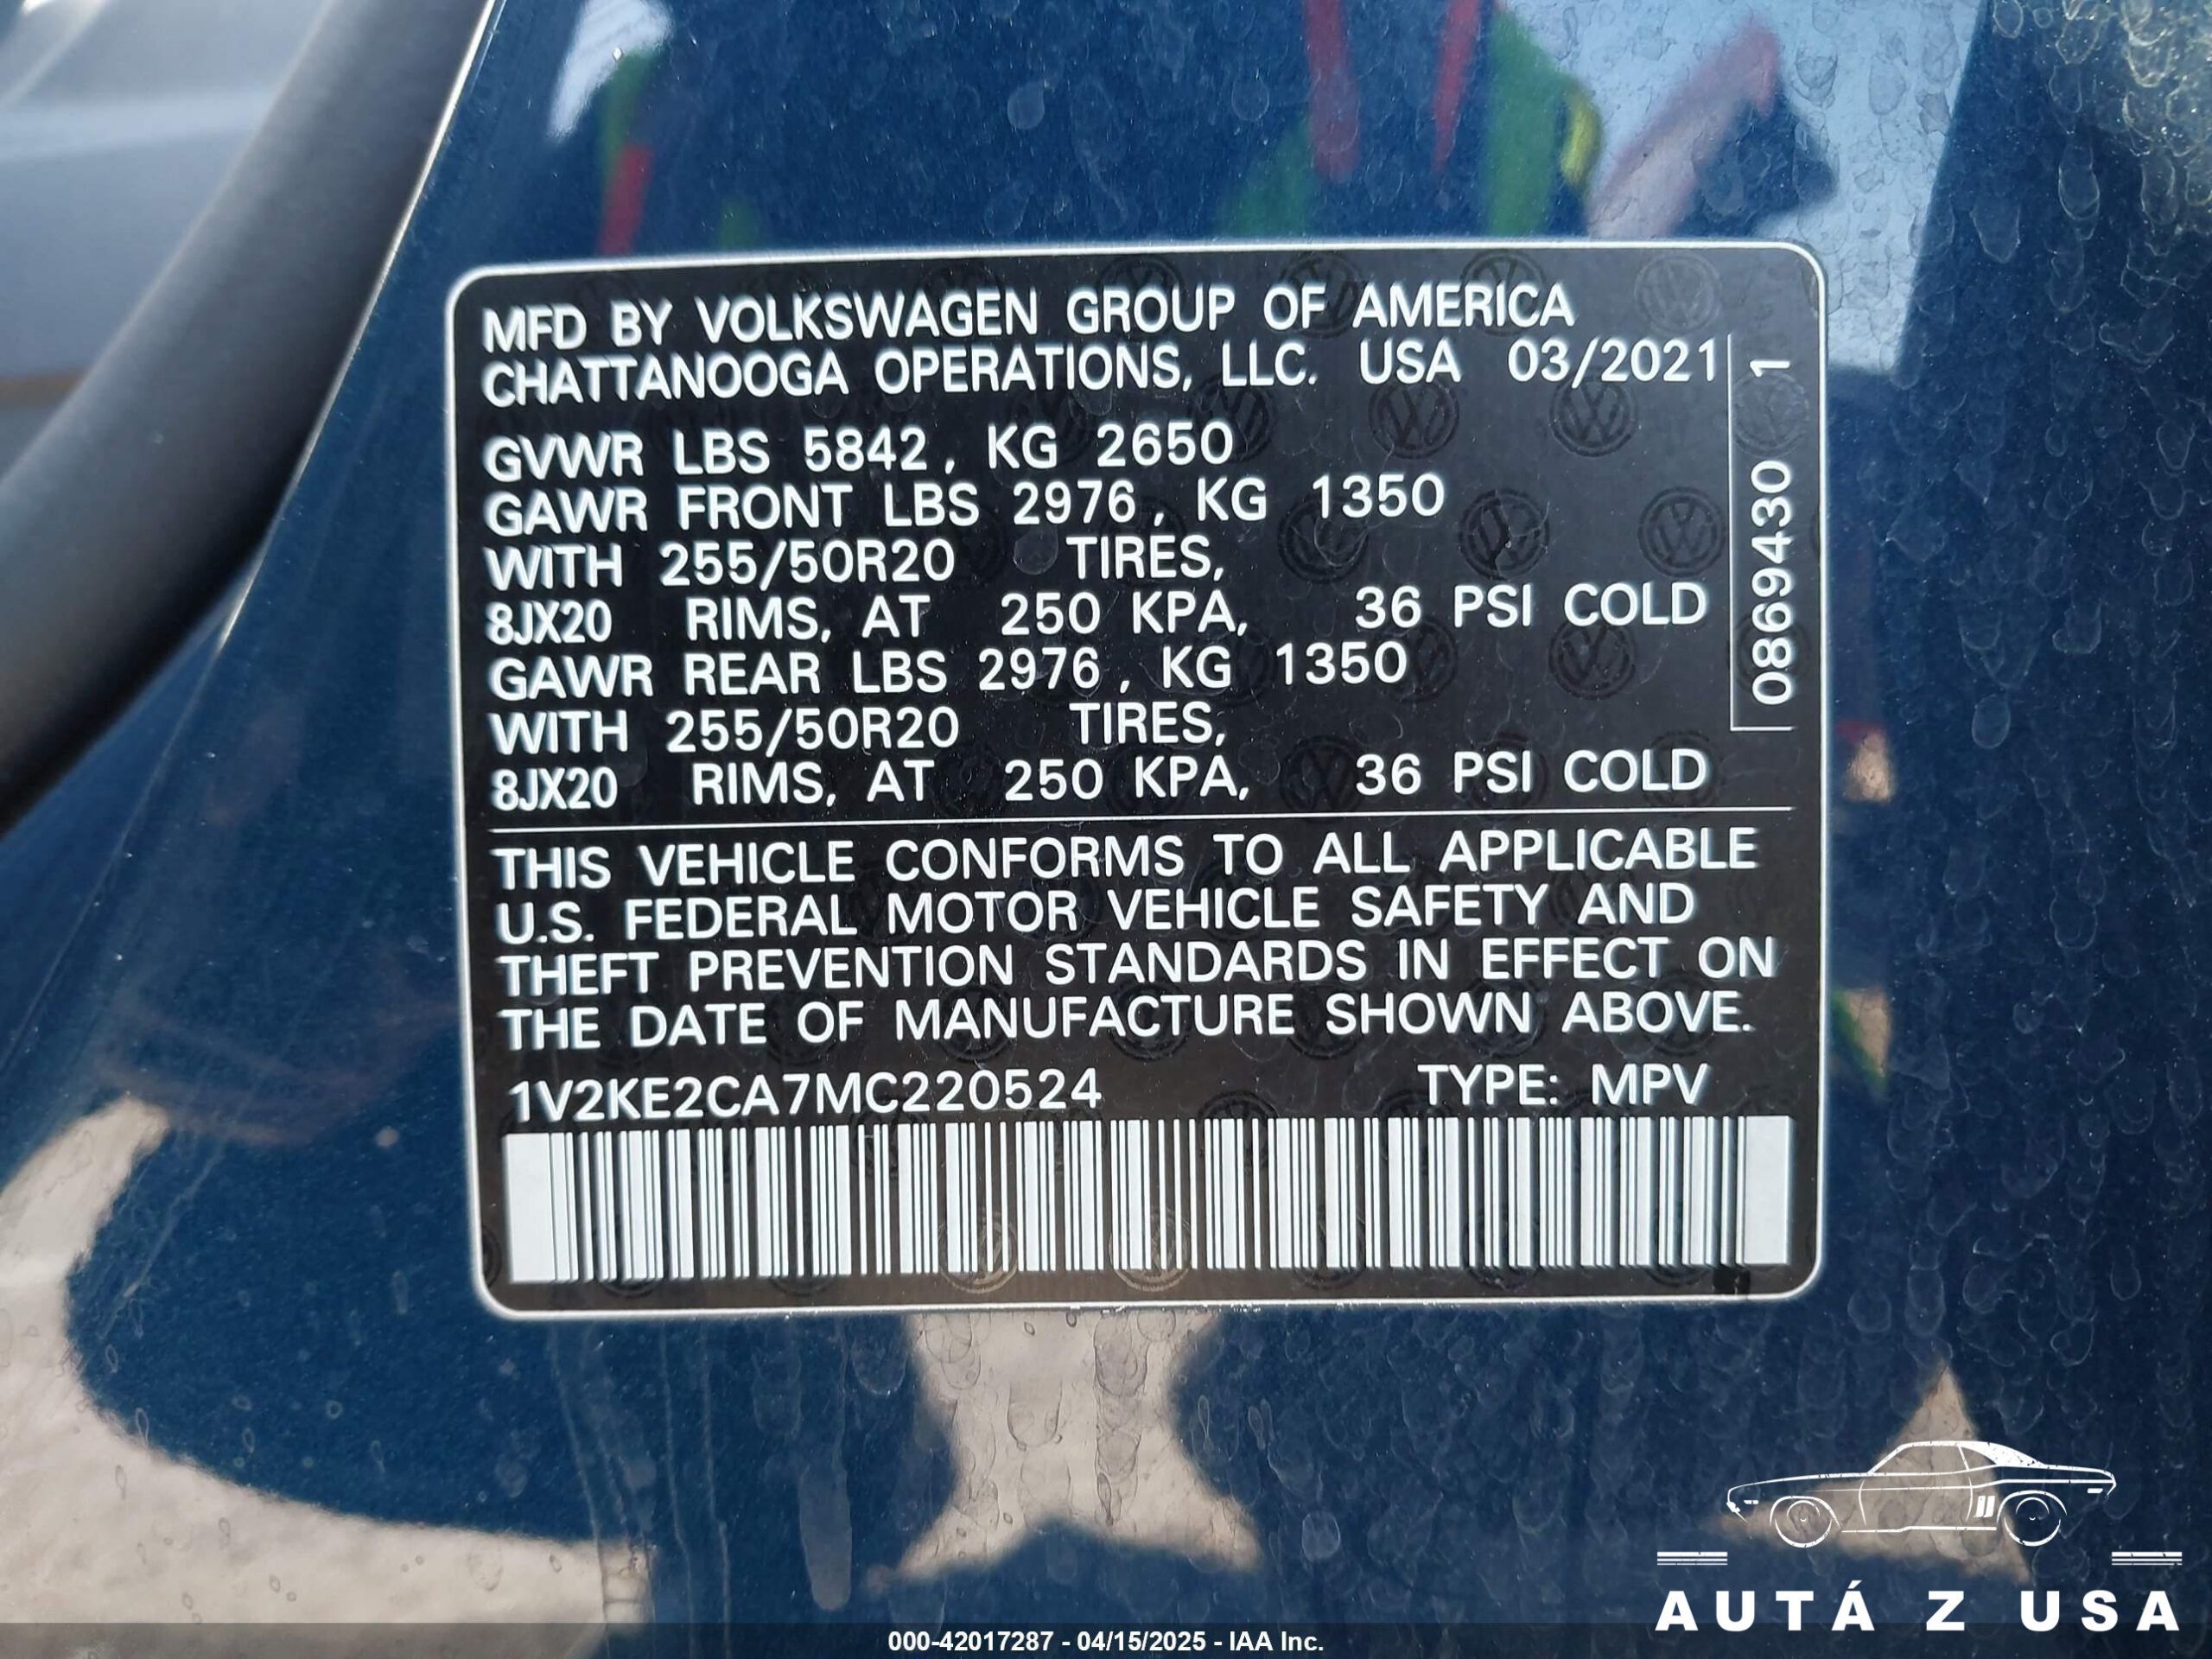 MFD BY VOLKSWAGEN GROUP OF AMERICA
CHATTANOOGA OPERATIONS, LLC. USA 03/2021
GVWR LBS 5842, KG 2650
GAWR FRONT LBS 2976, KG 1350
WITH 255/50R20 TIRES,
8JX20 RIMS, AT 250 KPA, 36 PSI COLD
GAWR REAR LBS 2976, KG 1350
WITH 255/50R20 TIRES,
8JX20 RIMS, AT 250 KPA, 36 PSI COLD
0869430 1
THIS VEHICLE CONFORMS TO ALL APPLICABLE
U.S. FEDERAL MOTOR VEHICLE SAFETY AND
THEFT PREVENTION STANDARDS IN EFFECT ON
THE DATE OF MANUFACTURE SHOWN ABOVE.
1V2KE2CA7MC220524 TYPE: MPV
AUTÁ Z USA
000-42017287 - 04/15/2025 - IAA Inc.